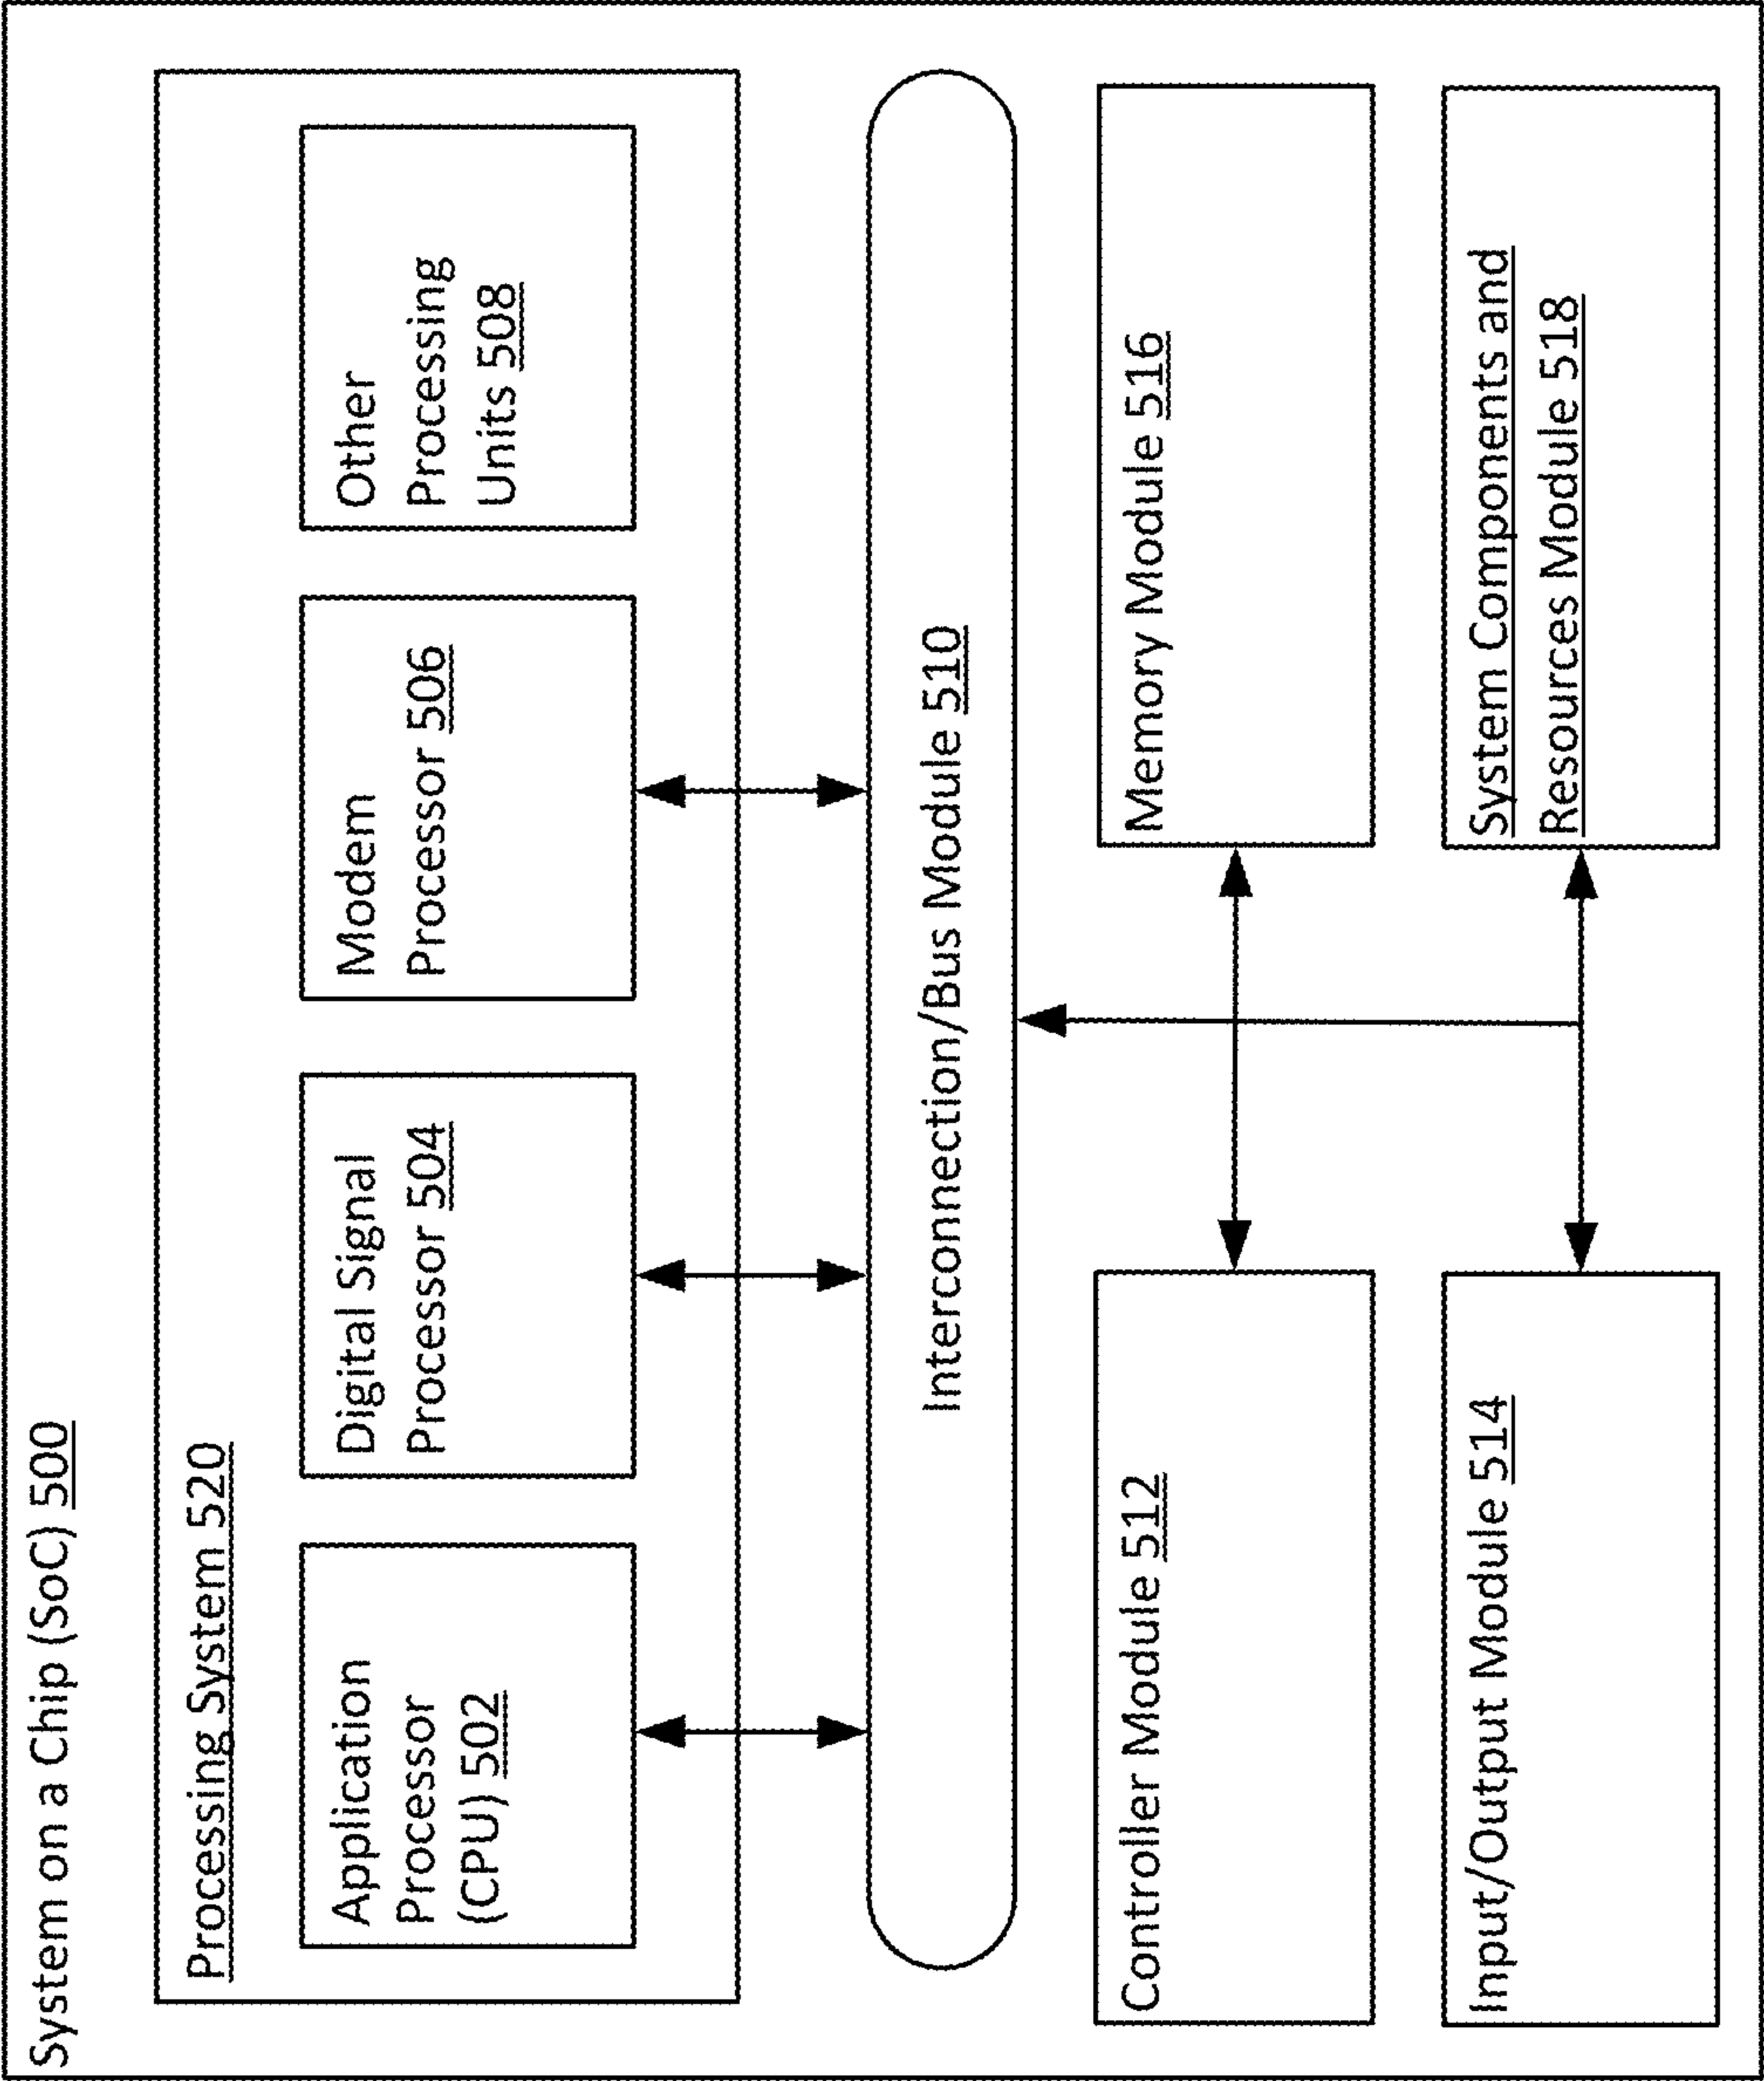 System on a Chip (SoC) 500
Processing System 520
Application
Processor
(CPU) 502
Digital Signal
Processor 504
Modem
Processor 506
Other
Processing
Units 508
Interconnection/Bus Module 510
Controller Module 512
Memory Module 516
Input/Output Module 514
System Components and
Resources Module 518